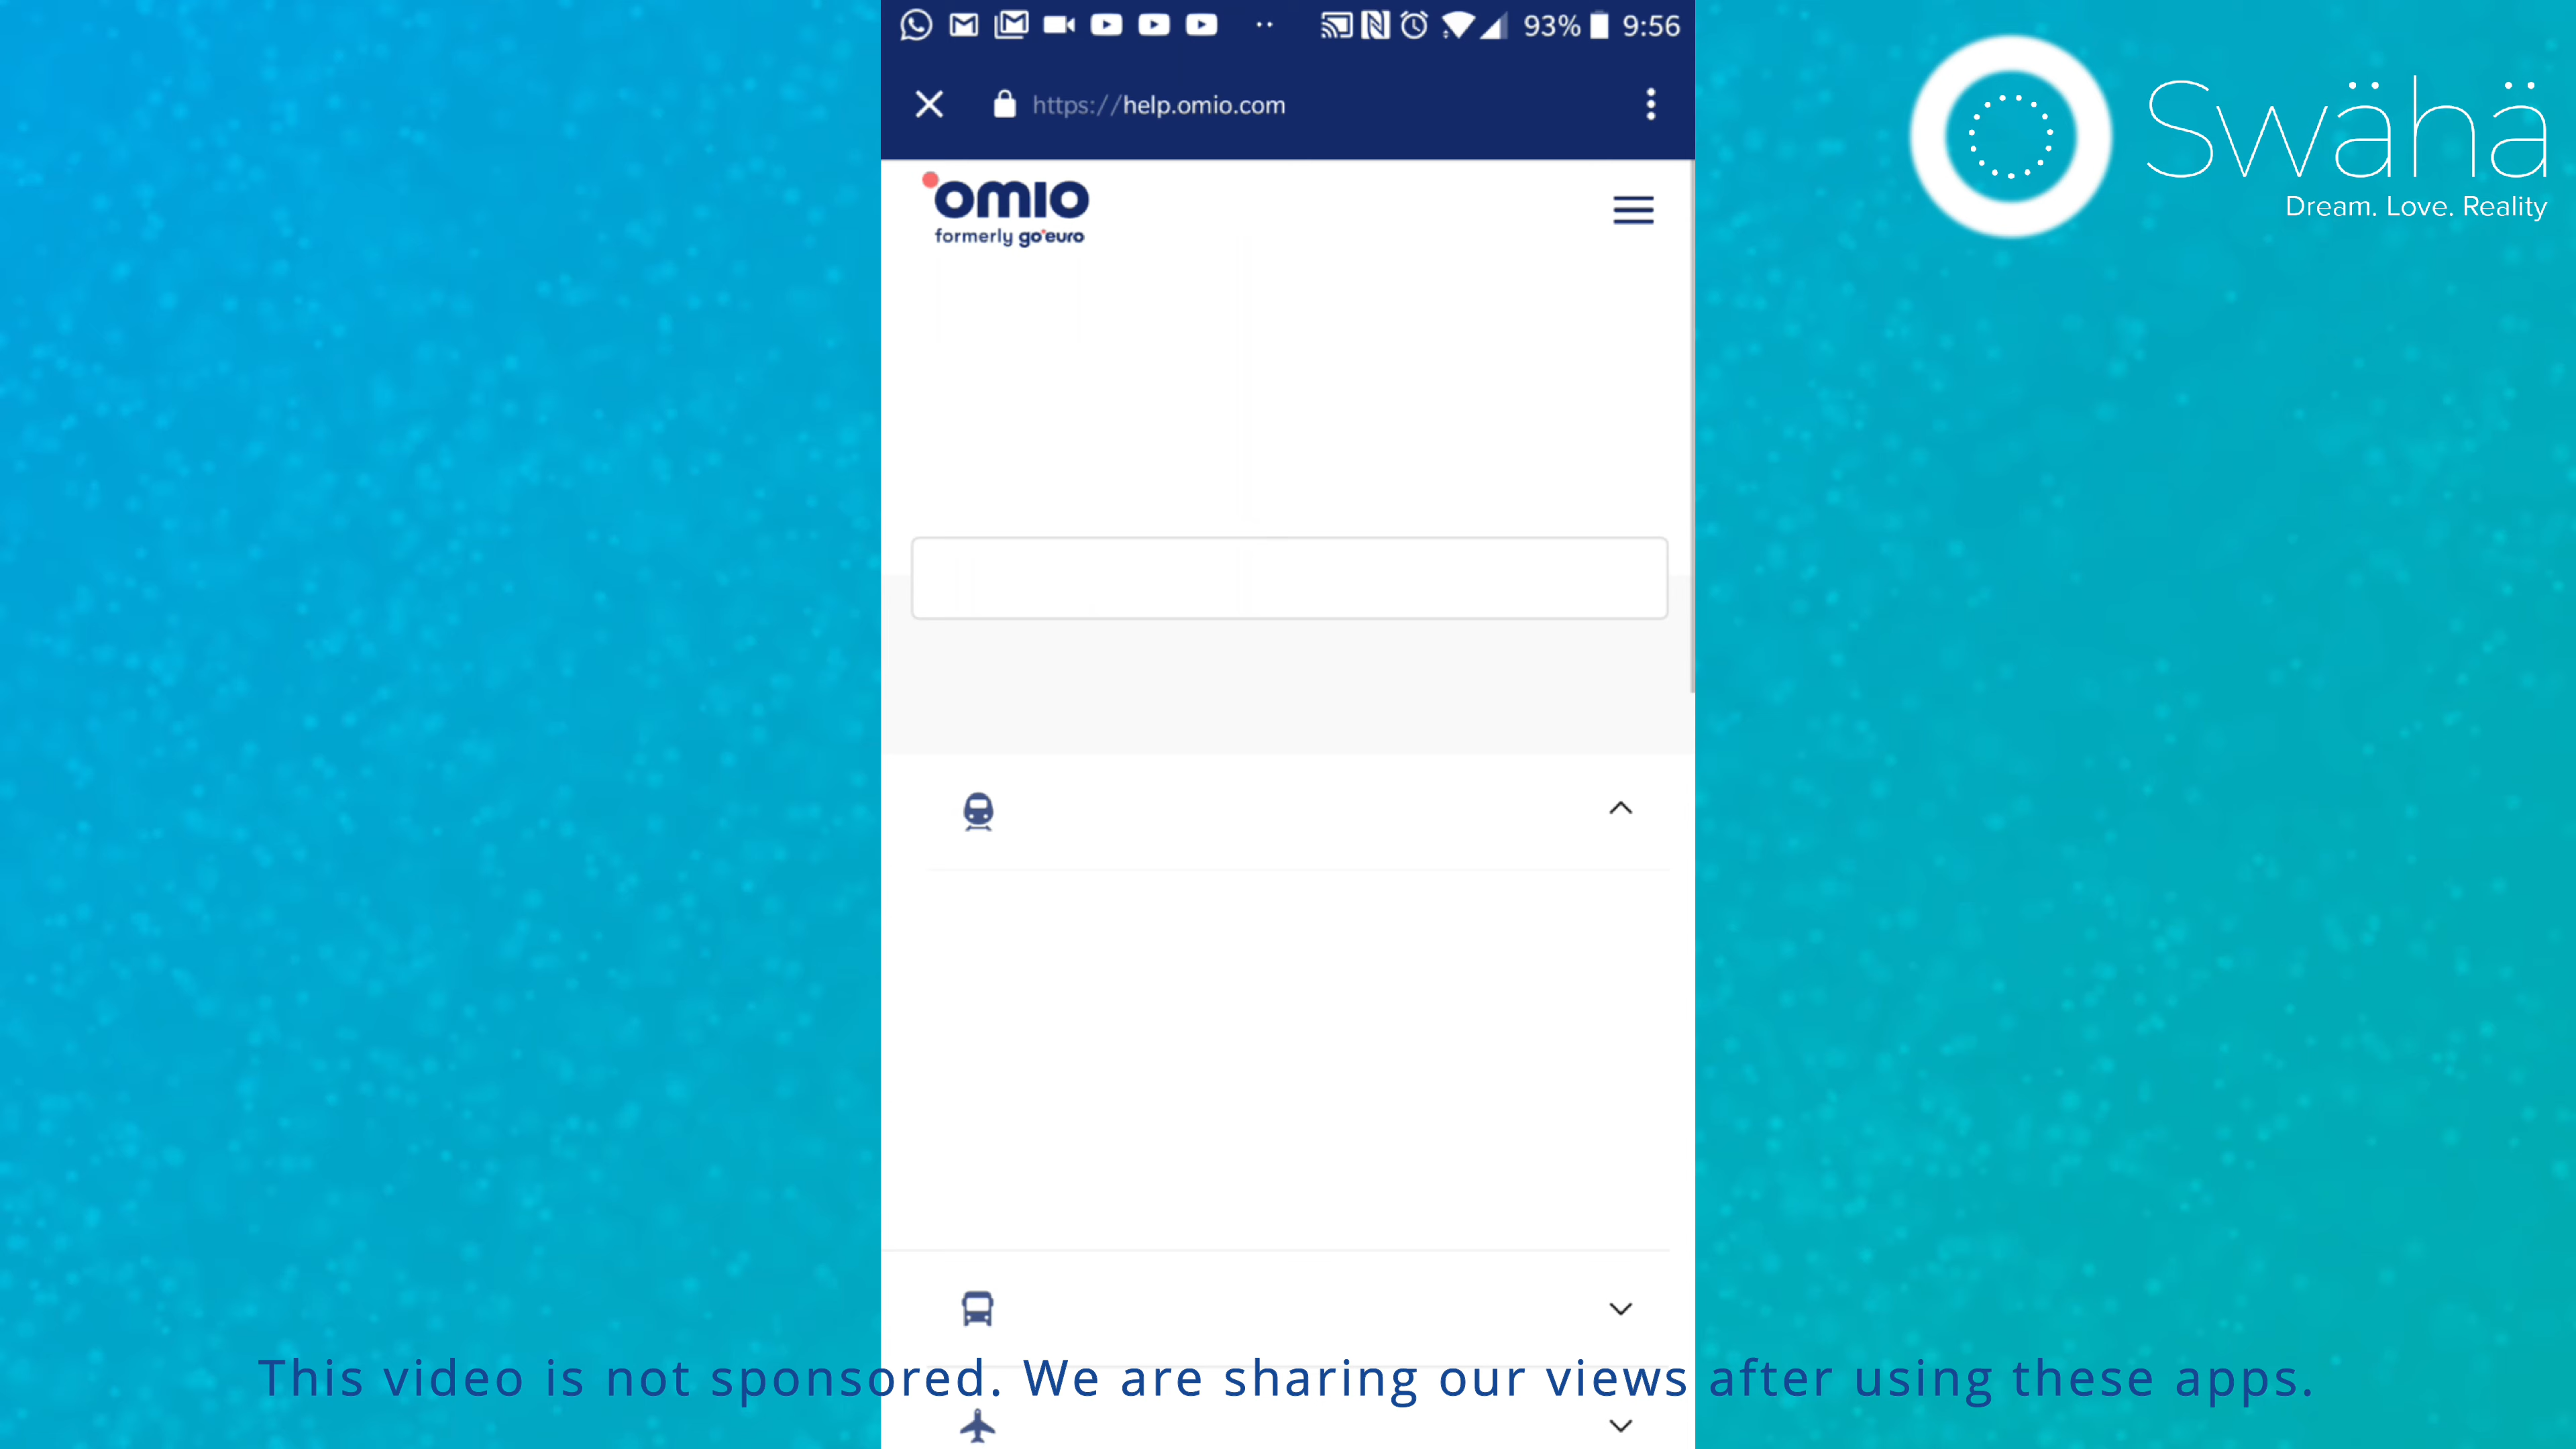 93% 9:56
https://help.omio.com
omio
formerly go euro
Swähä
Dream. Love. Reality
This video is not sponsored. We are sharing our views after using these apps.